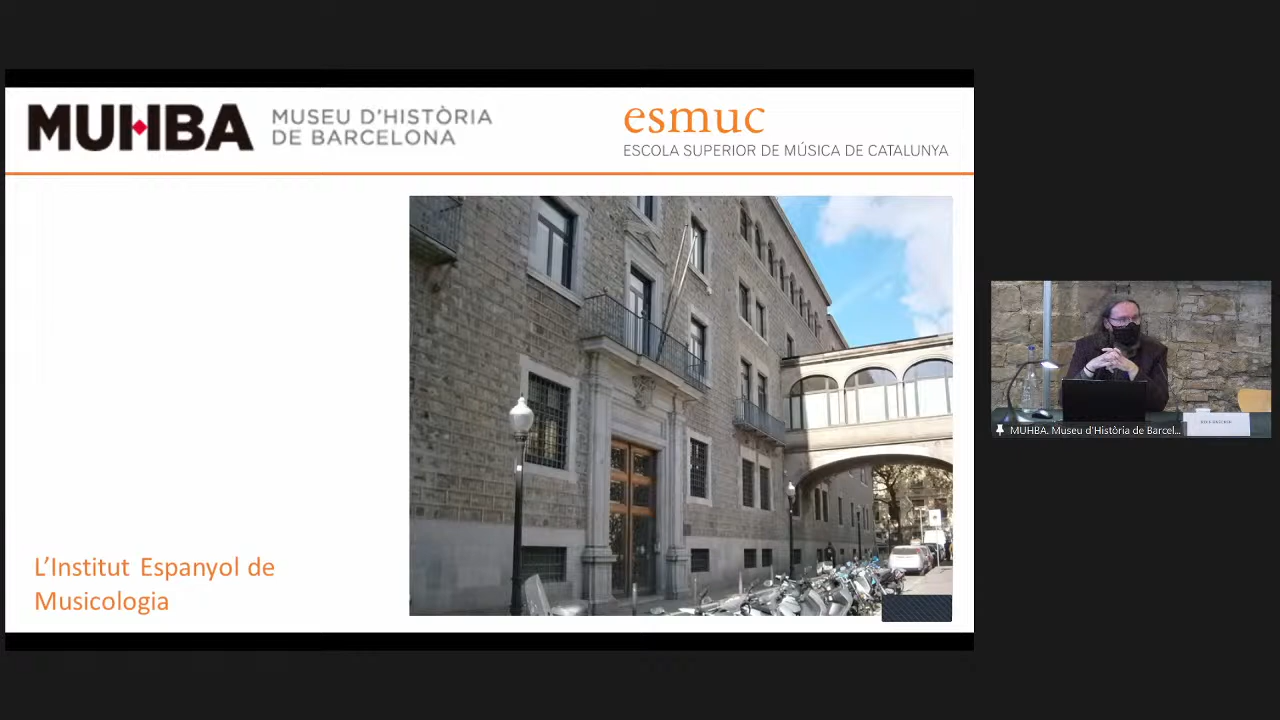 MUHBA
MUSEU D'HISTÒRIA
DE BARCELONA
esmuc
ESCOLA SUPERIOR DE MÚSICA DE CATALUNYA
L'Institut Espanyol de
Musicologia
MUHBA. Museu d'Història de Barcel...